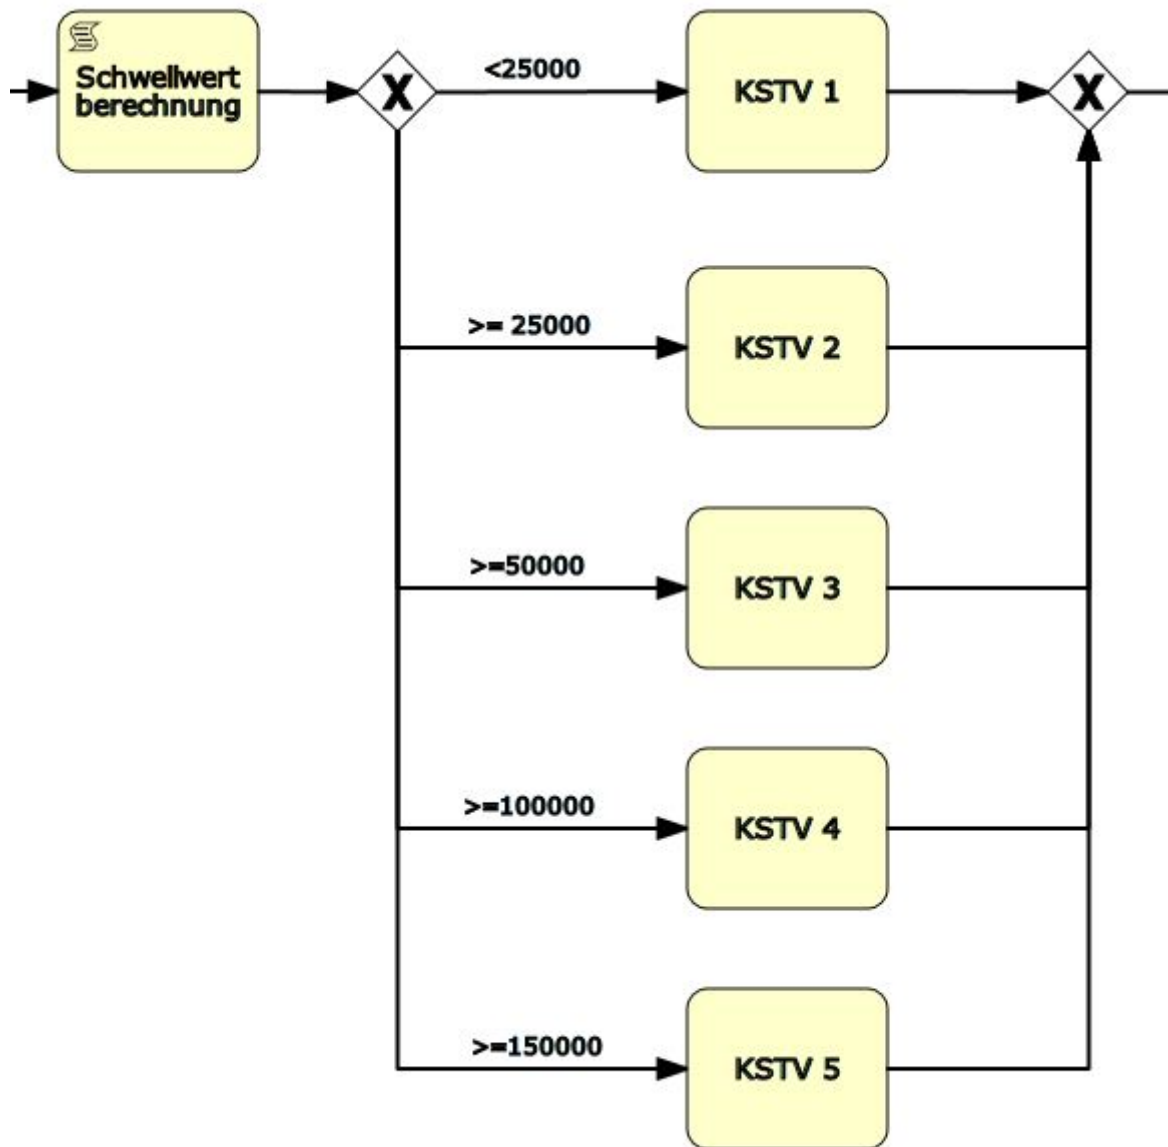 Schwellwert
berechnung
X
<25000
KSTV 1
X
>= 25000
KSTV 2
>=50000
KSTV 3
>=100000
KSTV 4
>=150000
KSTV 5